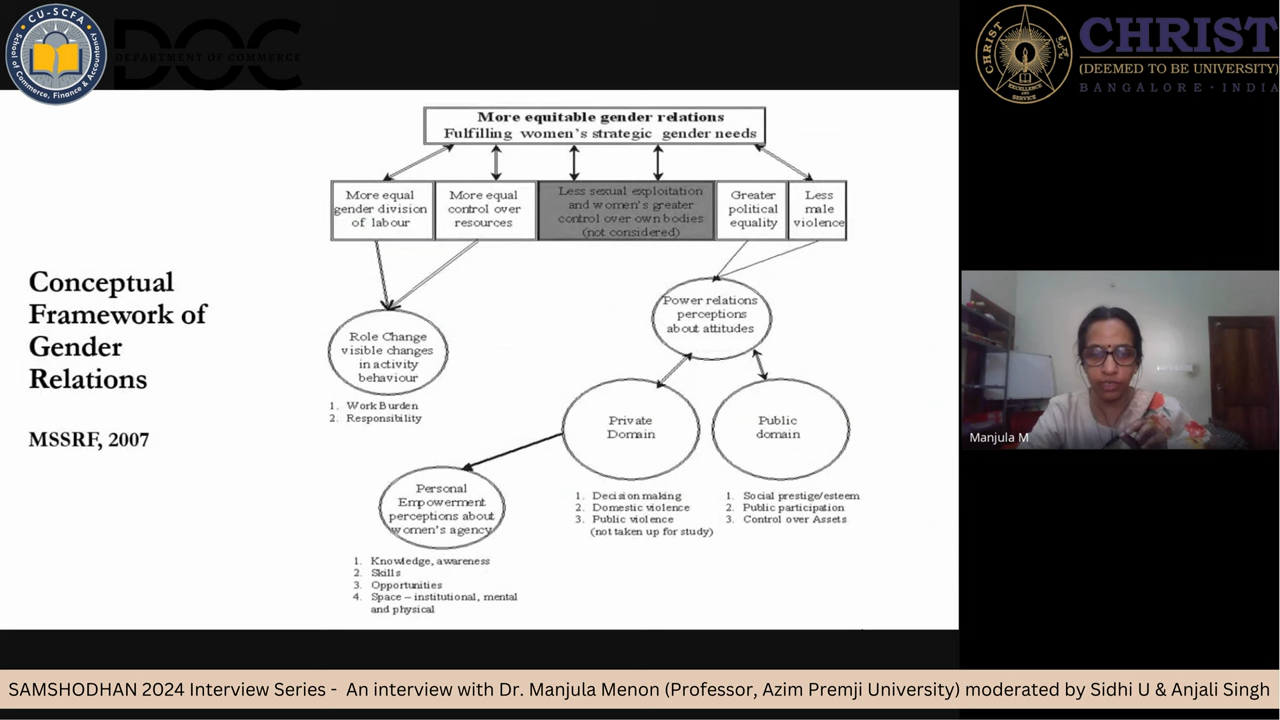 CU-SCFA
School of Commerce, Finance & Accountancy
DOC
DEPARTMENT OF COMMERCE
CHRIST
EXCELLENCE
AND
SERVICE
CHRIST
(DEEMED TO BE UNIVERSITY)
BANGALORE · INDIA
Conceptual
Framework of
Gender
Relations
MSSRF, 2007
More equitable gender relations
Fulfilling women's strategic gender needs
More equal
gender division
of labour
More equal
control over
resources
Less sexual exploitation
and women's greater
control over own bodies
(not considered)
Greater
political
equality
Less
male
violence
Role Change
visible changes
in activity
behaviour
1. Work Burden
2. Responsibility
Power relations
perceptions
about attitudes
Private
Domain
Public
domain
1. Decision making
2. Domestic violence
3. Public violence
(not taken up for study)
1. Social prestige/esteem
2. Public participation
3. Control over Assets
Personal
Empowerment
perceptions about
women's agency
1. Knowledge, awareness
2. Skills
3. Opportunities
4. Space – institutional, mental
and physical
Manjula M
SAMSHODHAN 2024 Interview Series - An interview with Dr. Manjula Menon (Professor, Azim Premji University) moderated by Sidhi U & Anjali Singh